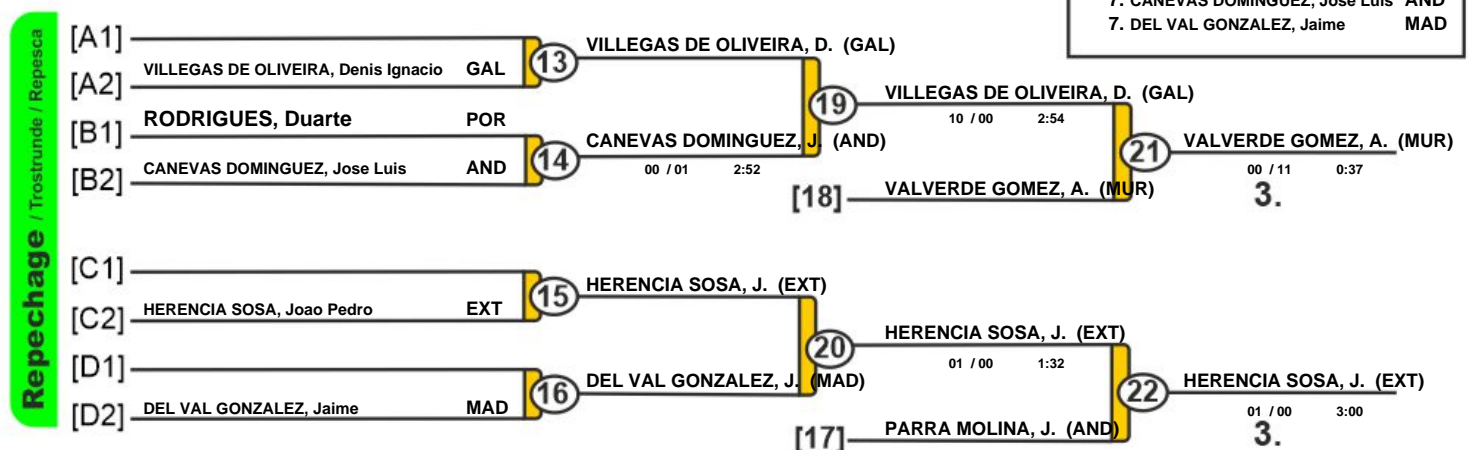 7. CANEVAS DOMINGUEZ, Jose Luis AND
7. DEL VAL GONZALEZ, Jaime MAD
Repechage / Trostrunde / Repesca
[A1]
VILLEGAS DE OLIVEIRA, D. (GAL)
VILLEGAS DE OLIVEIRA, Denis Ignacio GAL
13
[A2]
VILLEGAS DE OLIVEIRA, D. (GAL)
19
10 / 00 2:54
[B1]
RODRIGUES, Duarte POR
CANEVAS DOMINGUEZ, J. (AND)
VALVERDE GOMEZ, A. (MUR)
21
14
CANEVAS DOMINGUEZ, Jose Luis AND
00 / 01 2:52
00 / 11 0:37
[B2]
[18]
VALVERDE GOMEZ, A. (MUR)
3.
[C1]
HERENCIA SOSA, J. (EXT)
15
HERENCIA SOSA, Joao Pedro EXT
[C2]
HERENCIA SOSA, J. (EXT)
20
01 / 00 1:32
[D1]
DEL VAL GONZALEZ, J. (MAD)
HERENCIA SOSA, J. (EXT)
22
16
DEL VAL GONZALEZ, Jaime MAD
01 / 00 3:00
[D2]
[17]
PARRA MOLINA, J. (AND)
3.